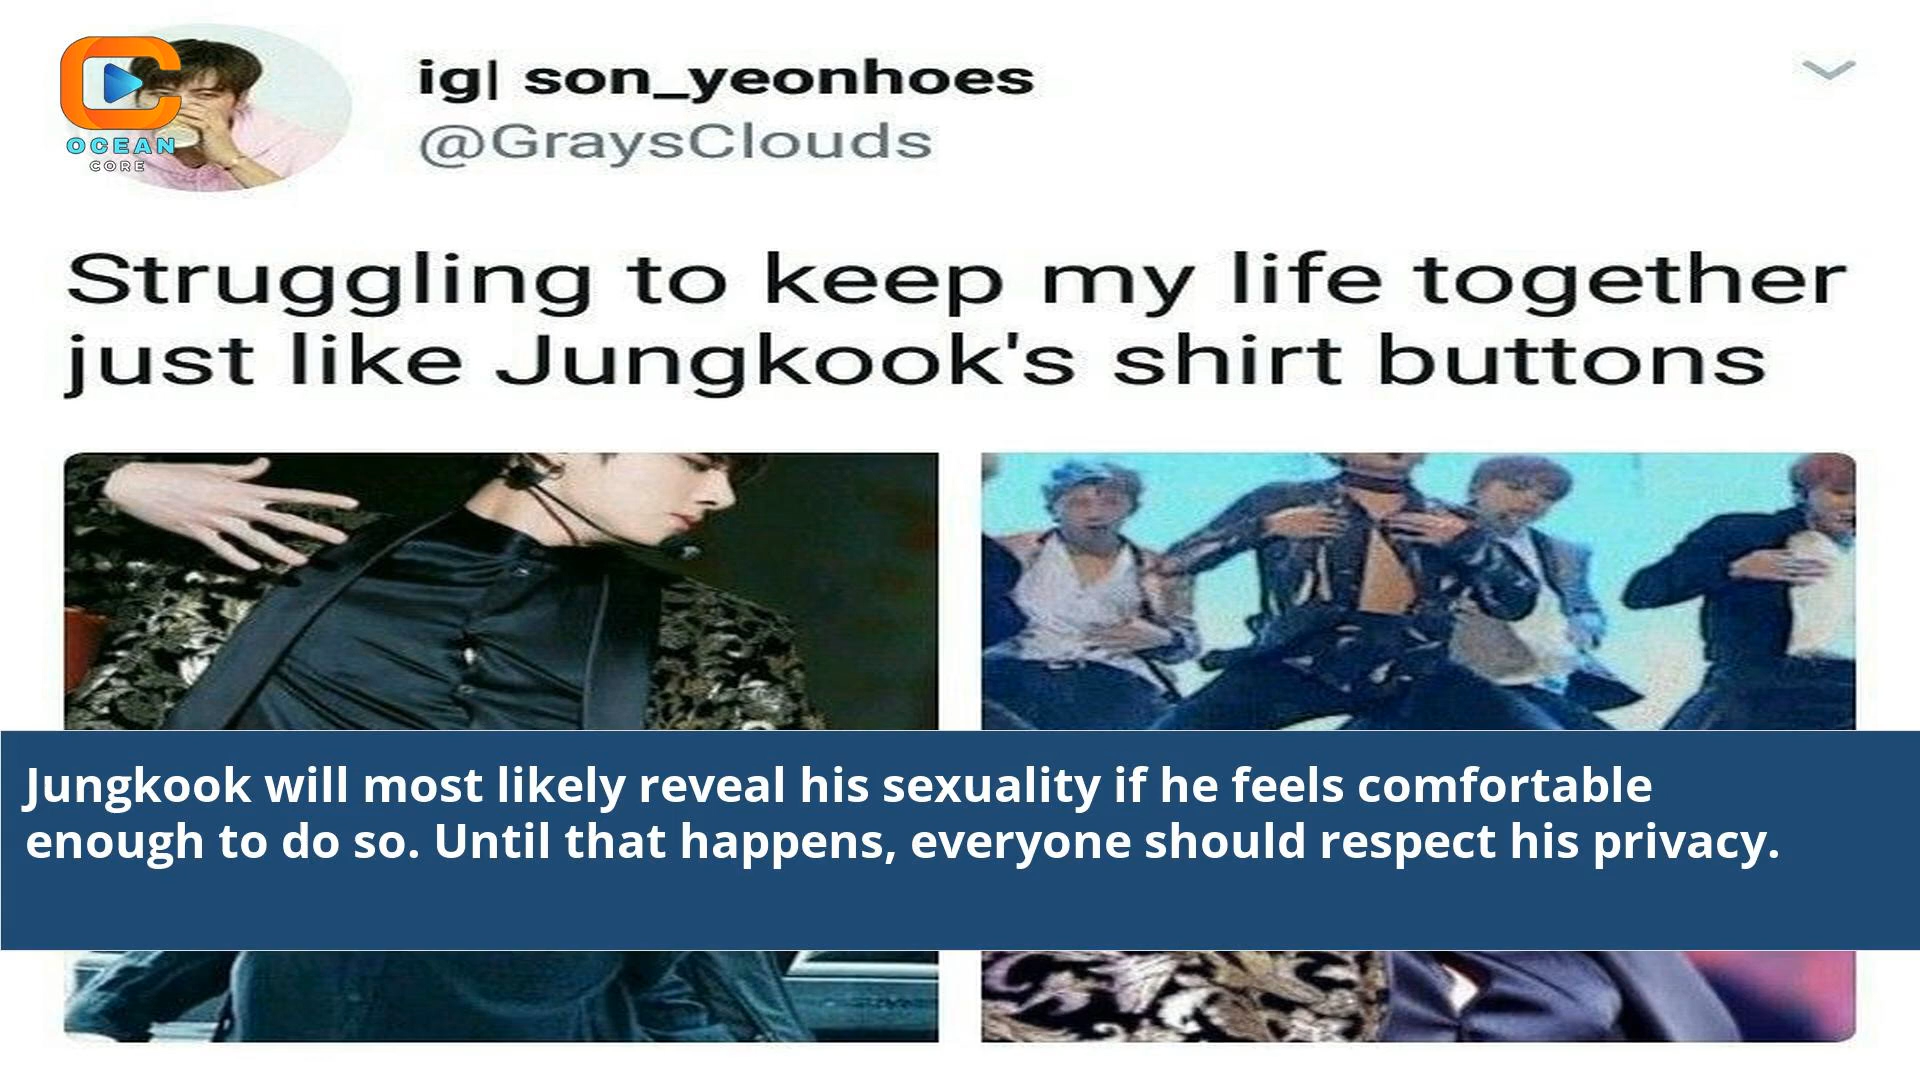 OCEAN
CORE
ig| son_yeonhoes
@GraysClouds
Struggling to keep my life together
just like Jungkook's shirt buttons
Jungkook will most likely reveal his sexuality if he feels comfortable
enough to do so. Until that happens, everyone should respect his privacy.